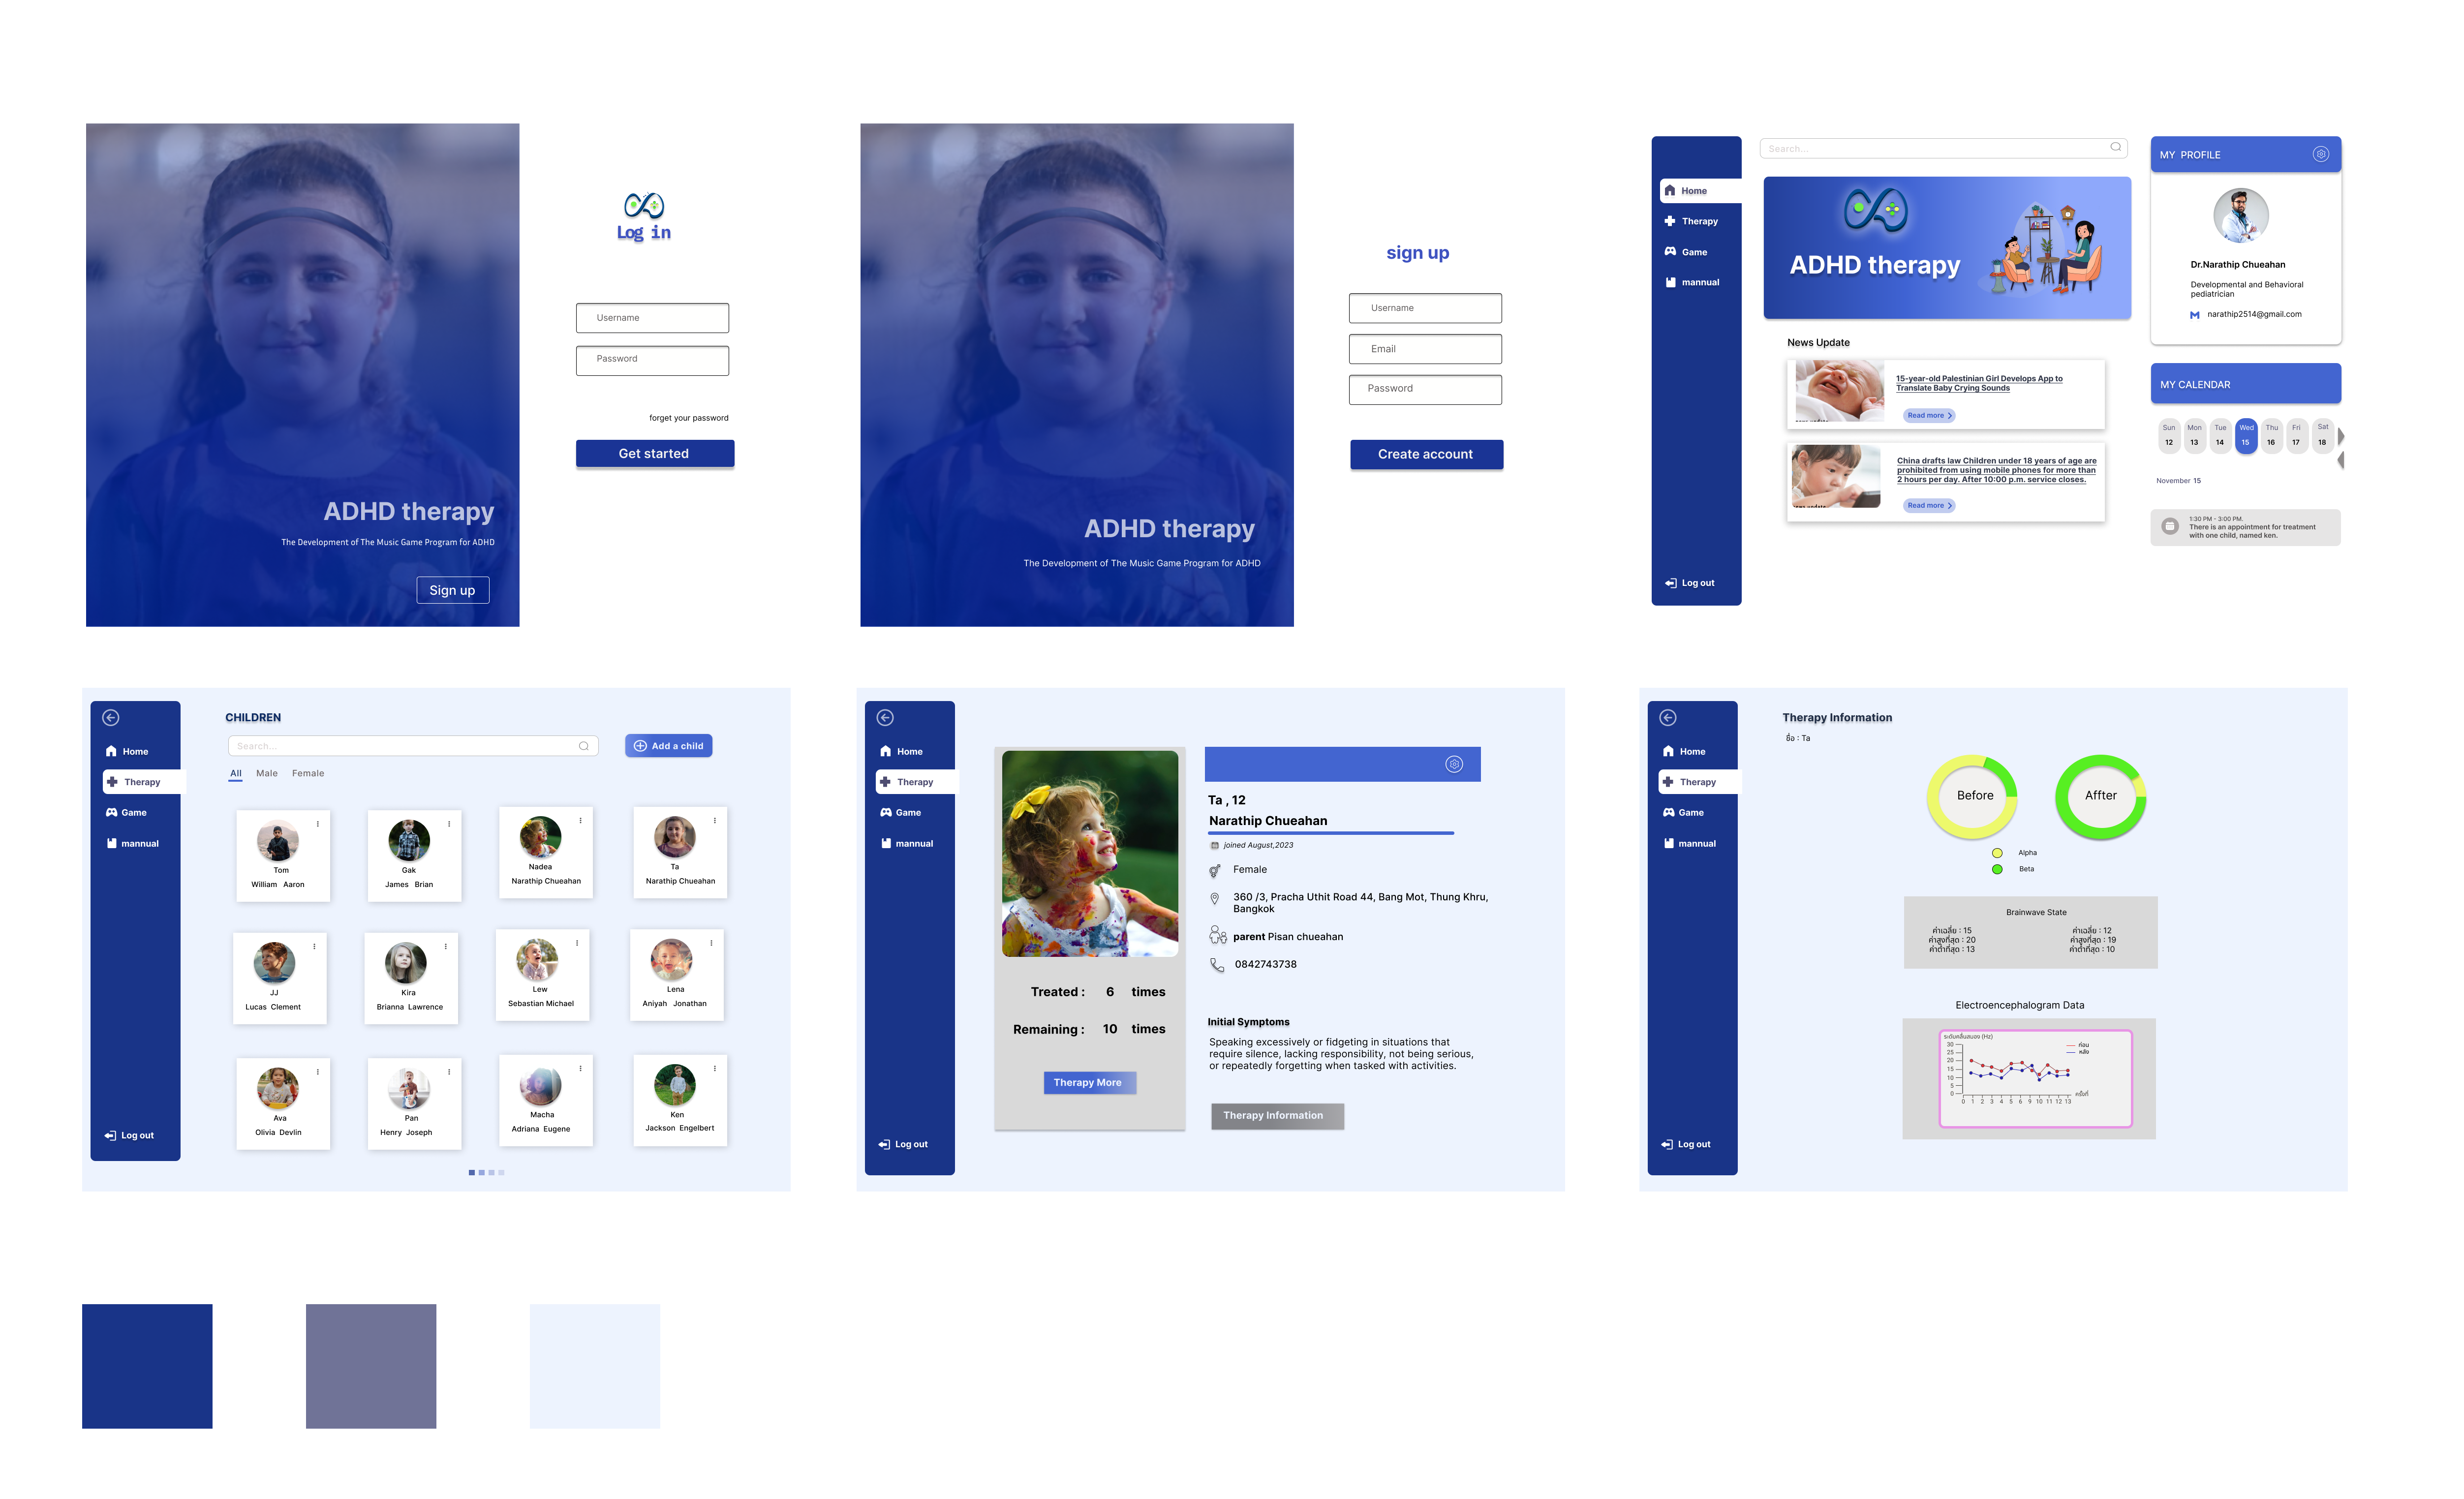 Log in
Username
Password
forget your password
Get started
ADHD therapy
The Development of The Music Game Program for ADHD
Sign up
sign up
Username
Email
Password
Create account
ADHD therapy
The Development of The Music Game Program for ADHD
Home
Therapy
Game
mannual
Log out
Search...
ADHD therapy
News Update
15-year-old Palestinian Girl Develops App to
Translate Baby Crying Sounds
Read more
China drafts law Children under 18 years of age are
prohibited from using mobile phones for more than
2 hours per day. After 10:00 p.m. service closes.
Read more
MY PROFILE
Dr.Narathip Chueahan
Developmental and Behavioral
pediatrician
narathip2514@gmail.com
MY CALENDAR
Sun Mon Tue Wed Thu Fri Sat
12 13 14 15 16 17 18
November 15
1:30 PM - 3:00 PM.
There is an appointment for treatment
with one child, named ken.
Home
Therapy
Game
mannual
Log out
CHILDREN
Search...
Add a child
All Male Female
Tom
William Aaron
Gak
James Brian
Nadea
Narathip Chueahan
Ta
Narathip Chueahan
JJ
Lucas Clement
Kira
Brianna Lawrence
Lew
Sebastian Michael
Lena
Aniyah Jonathan
Ava
Olivia Devlin
Pan
Henry Joseph
Macha
Adriana Eugene
Ken
Jackson Engelbert
Home
Therapy
Game
mannual
Log out
Treated : 6 times
Remaining : 10 times
Therapy More
Ta , 12
Narathip Chueahan
joined August,2023
Female
360 /3, Pracha Uthit Road 44, Bang Mot, Thung Khru,
Bangkok
parent Pisan chueahan
0842743738
Initial Symptoms
Speaking excessively or fidgeting in situations that
require silence, lacking responsibility, not being serious,
or repeatedly forgetting when tasked with activities.
Therapy Information
Home
Therapy
Game
mannual
Log out
Therapy Information
ชื่อ : Ta
Before
Affter
Alpha
Beta
Brainwave State
ค่าเฉลี่ย : 15
ค่าสูงที่สุด : 20
ค่าต่ำที่สุด : 13
ค่าเฉลี่ย : 12
ค่าสูงที่สุด : 19
ค่าต่ำที่สุด : 10
Electroencephalogram Data
ระดับคลื่นสมอง (Hz)
30
25
20
15
10
5
0
ก่อน
หลัง
0 1 2 3 4 5 6 9 10 11 12 13
ครั้งที่